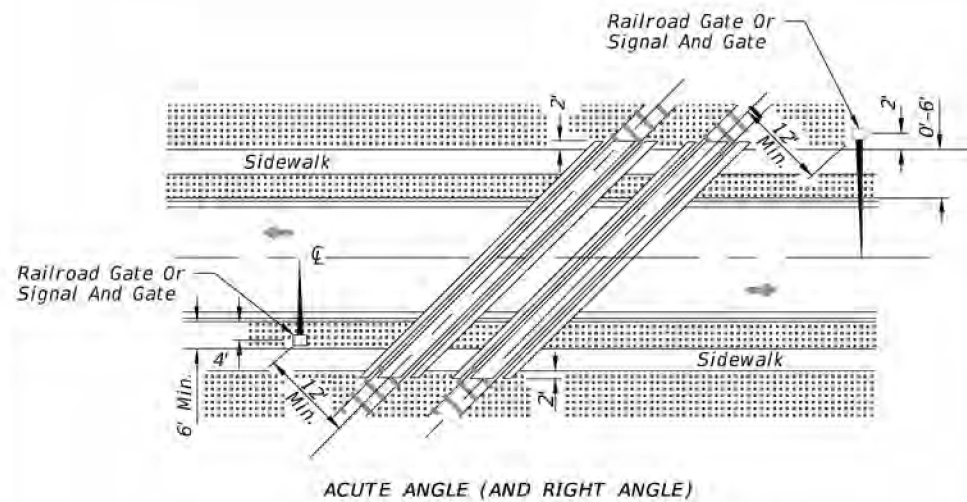 Railroad Gate Or
Signal And Gate
2'
2'
0'-6'
12'
Min.
Sidewalk
℄
Railroad Gate Or
Signal And Gate
4'
6' Min.
12'
Min.
Sidewalk
2'
ACUTE ANGLE (AND RIGHT ANGLE)